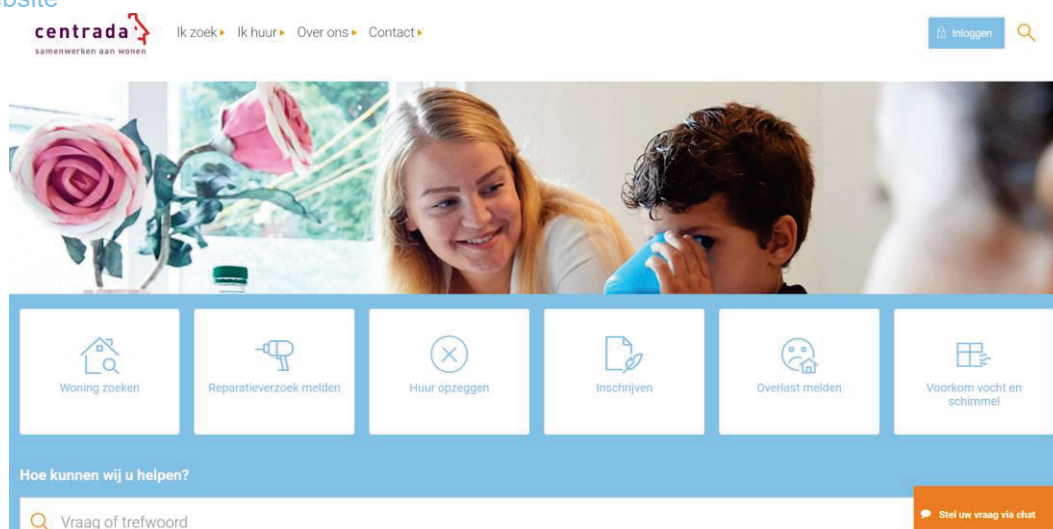 centrada
samenwerken aan wonen
Ik zoek Ik huur Over ons Contact
Inloggen
Woning zoeken
Reparatieverzoek melden
Huur opzeggen
Inschrijven
Overlast melden
Voorkom vocht en
schimmel
Hoe kunnen wij u helpen?
Vraag of trefwoord
Stel uw vraag via chat